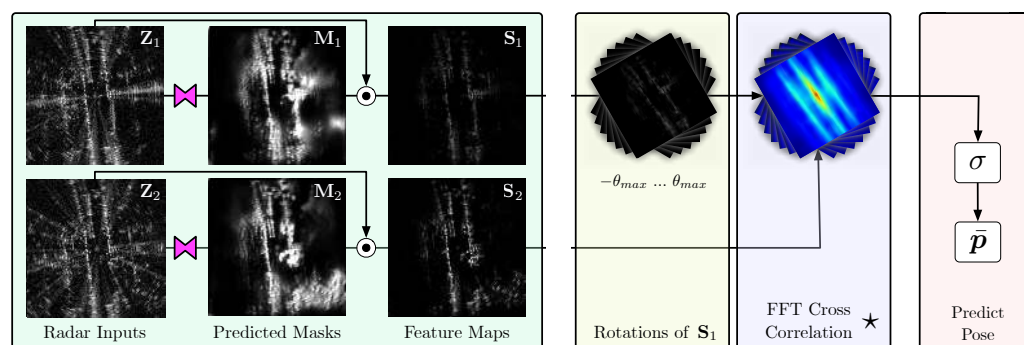 Z₁
M₁
S₁
Z₂
M₂
S₂
Radar Inputs
Predicted Masks
Feature Maps
−θₘₐₓ ... θₘₐₓ
Rotations of S₁
FFT Cross
Correlation ⋆
σ
p̄
Predict
Pose